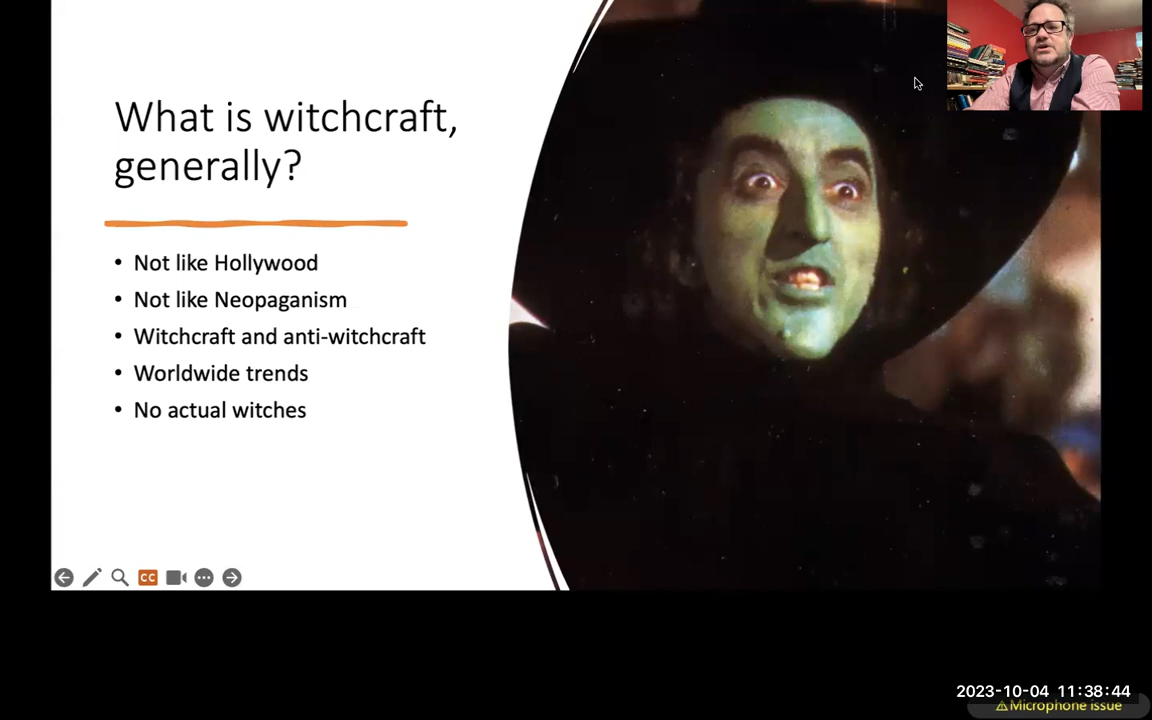 What is witchcraft,
generally?
• Not like Hollywood
• Not like Neopaganism
• Witchcraft and anti-witchcraft
• Worldwide trends
• No actual witches
CC
2023-10-04 11:38:44
⚠Microphone issue